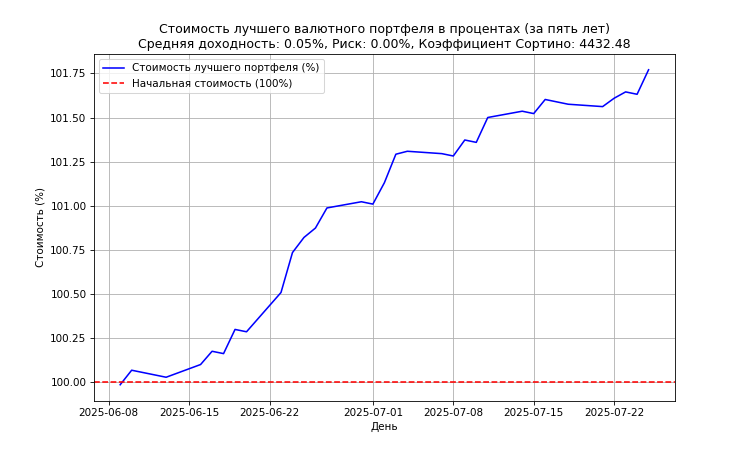 Стоимость лучшего валютного портфеля в процентах (за пять лет)
Средняя доходность: 0.05%, Риск: 0.00%, Коэффициент Сортино: 4432.48
Стоимость лучшего портфеля (%)
Начальная стоимость (100%)
Стоимость (%)
101.75
101.50
101.25
101.00
100.75
100.50
100.25
100.00
2025-06-08 2025-06-15 2025-06-22 2025-07-01 2025-07-08 2025-07-15 2025-07-22
День